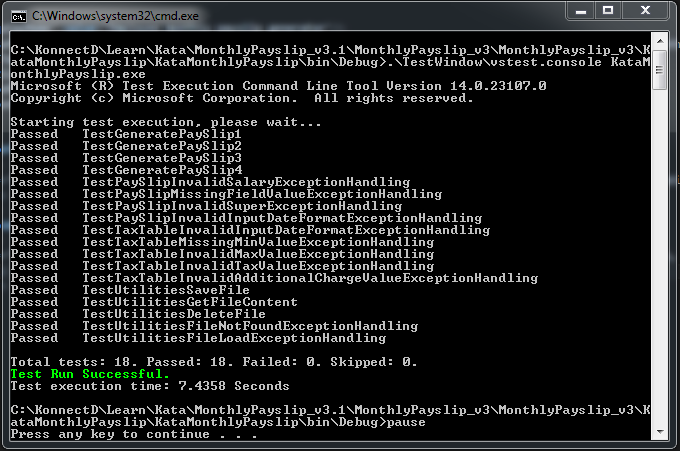 C:\Windows\system32\cmd.exe
C:\KonnectD\Learn\Kata\MonthlyPayslip_v3.1\MonthlyPayslip_v3\MonthlyPayslip_v3\K
ataMonthlyPayslip\KataMonthlyPayslip\bin\Debug>.\TestWindow\vstest.console KataM
onthlyPayslip.exe
Microsoft (R) Test Execution Command Line Tool Version 14.0.23107.0
Copyright (c) Microsoft Corporation.  All rights reserved.
Starting test execution, please wait...
Passed   TestGeneratePaySlip1
Passed   TestGeneratePaySlip2
Passed   TestGeneratePaySlip3
Passed   TestGeneratePaySlip4
Passed   TestPaySlipInvalidSalaryExceptionHandling
Passed   TestPaySlipMissingFieldValueExceptionHandling
Passed   TestPaySlipInvalidSuperExceptionHandling
Passed   TestPaySlipInvalidInputDateFormatExceptionHandling
Passed   TestTaxTableInvalidInputDateFormatExceptionHandling
Passed   TestTaxTableMissingMinValueExceptionHandling
Passed   TestTaxTableInvalidMaxValueExceptionHandling
Passed   TestTaxTableInvalidTaxValueExceptionHandling
Passed   TestTaxTableInvalidAdditionalChargeValueExceptionHandling
Passed   TestUtilitiesSaveFile
Passed   TestUtilitiesGetFileContent
Passed   TestUtilitiesDeleteFile
Passed   TestUtilitiesFileNotFoundExceptionHandling
Passed   TestUtilitiesFileLoadExceptionHandling
Total tests: 18. Passed: 18. Failed: 0. Skipped: 0.
Test Run Successful.
Test execution time: 7.4358 Seconds
C:\KonnectD\Learn\Kata\MonthlyPayslip_v3.1\MonthlyPayslip_v3\MonthlyPayslip_v3\K
ataMonthlyPayslip\KataMonthlyPayslip\bin\Debug>pause
Press any key to continue . . .